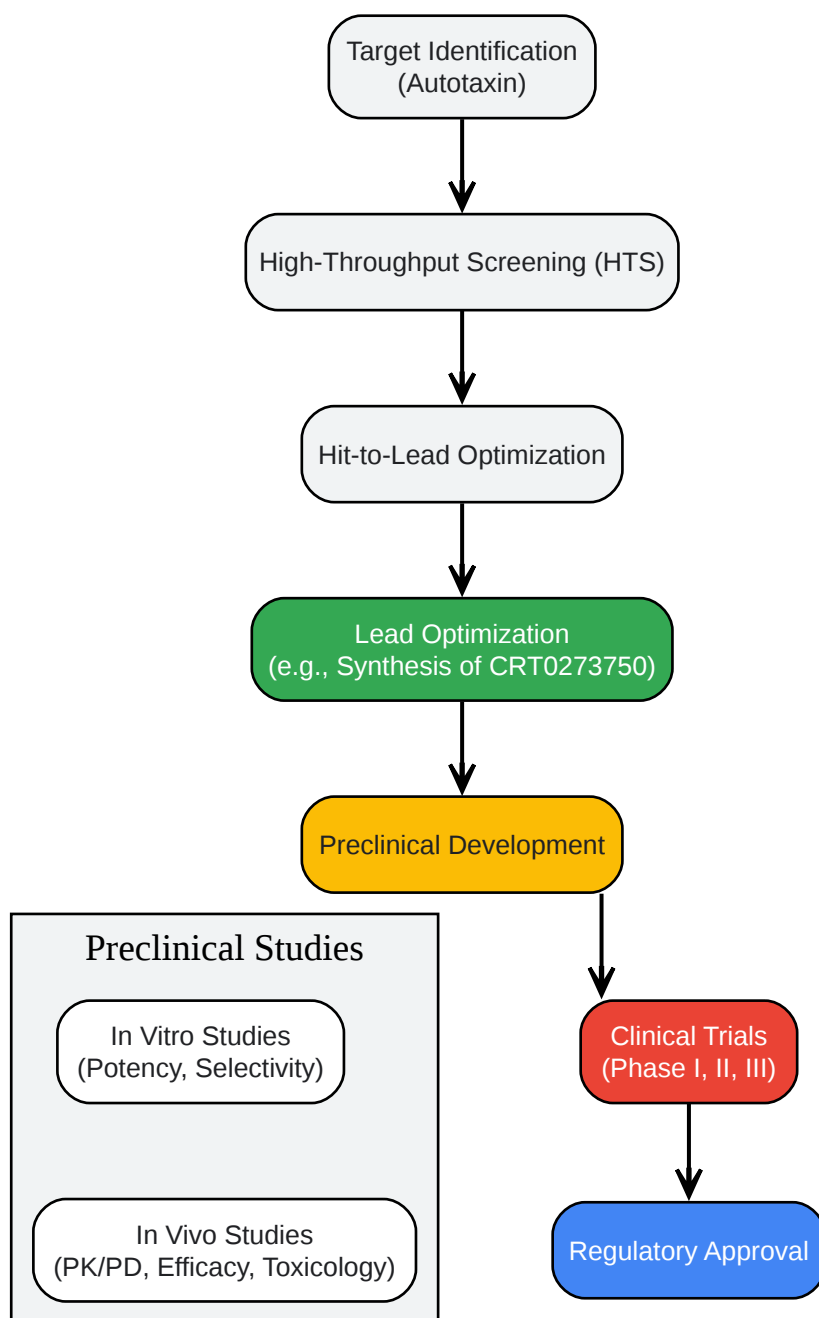 Target Identification
(Autotaxin)
High-Throughput Screening (HTS)
Hit-to-Lead Optimization
Lead Optimization
(e.g., Synthesis of CRT0273750)
Preclinical Development
Preclinical Studies
In Vitro Studies
(Potency, Selectivity)
In Vivo Studies
(PK/PD, Efficacy, Toxicology)
Clinical Trials
(Phase I, II, III)
Regulatory Approval